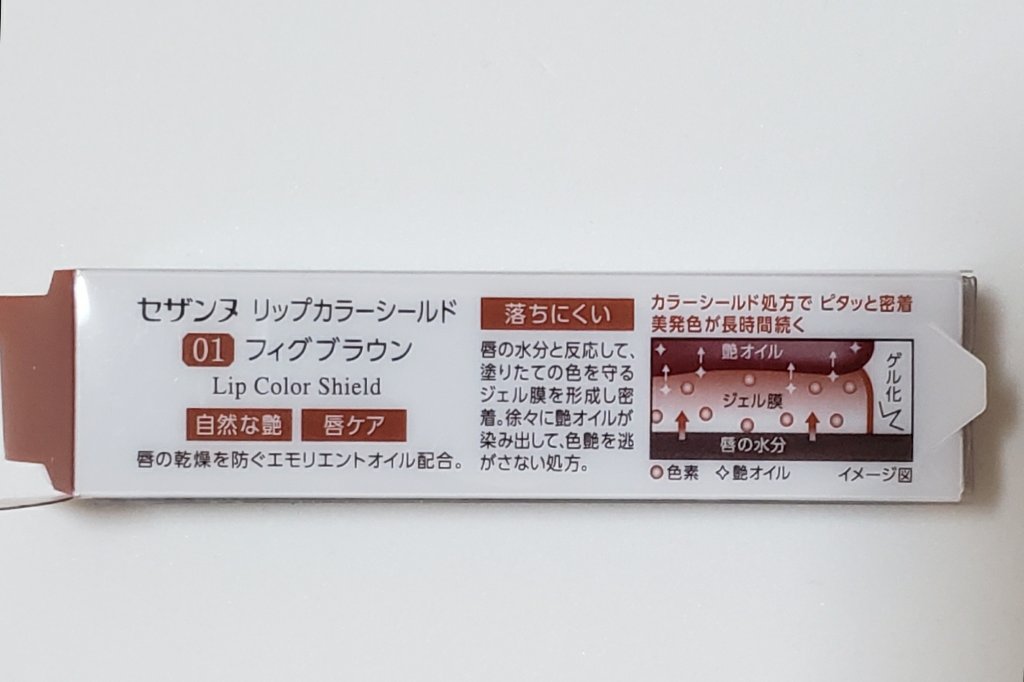 セザンヌ リップカラーシールド
01 フィグブラウン
Lip Color Shield
自然な艶 唇ケア
唇の乾燥を防ぐエモリエントオイル配合。
落ちにくい
唇の水分と反応して、
塗りたての色を守る
ジェル膜を形成し密
着。徐々に艶オイルが
染み出して、色艶を逃
がさない処方。
カラーシールド処方で ピタッと密着
美発色が長時間続く
艶オイル
ジェル膜
唇の水分
ゲル化
色素 艶オイル イメージ図